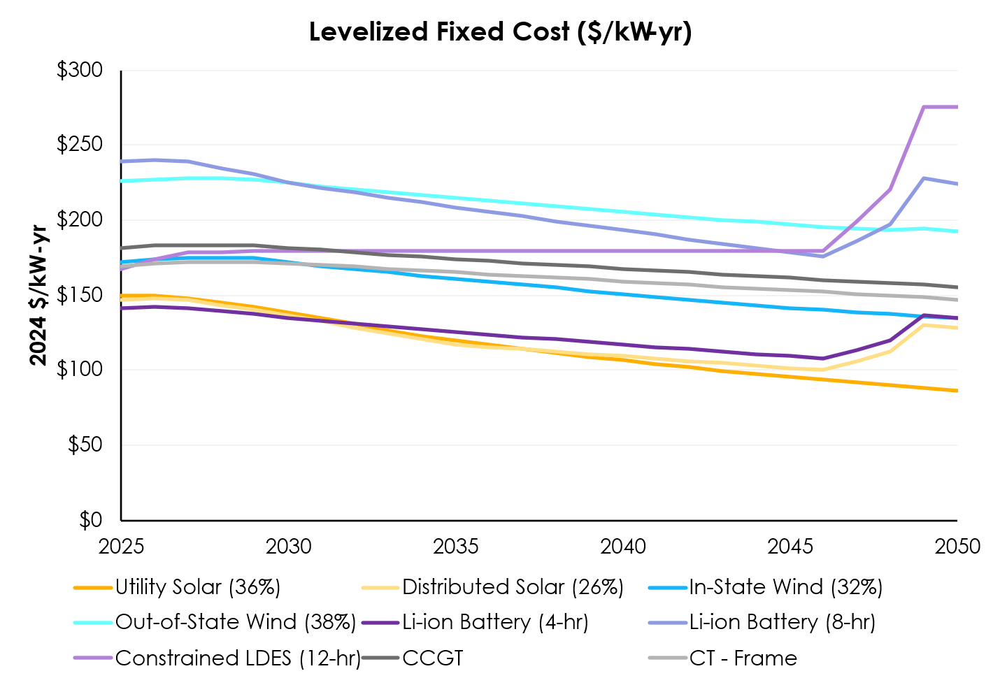 Levelized Fixed Cost ($/kW-yr)
2024 $/kW-yr
$300
$250
$200
$150
$100
$50
$0
2025 2030 2035 2040 2045 2050
Utility Solar (36%) Distributed Solar (26%) In-State Wind (32%)
Out-of-State Wind (38%) Li-ion Battery (4-hr) Li-ion Battery (8-hr)
Constrained LDES (12-hr) CCGT CT - Frame